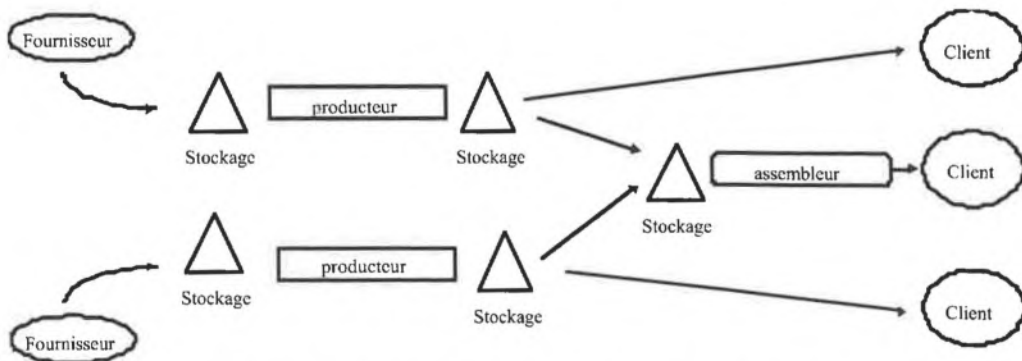 Fournisseur
Client
producteur
Stockage
Stockage
assembleur
Client
Stockage
producteur
Stockage
Stockage
Client
Fournisseur